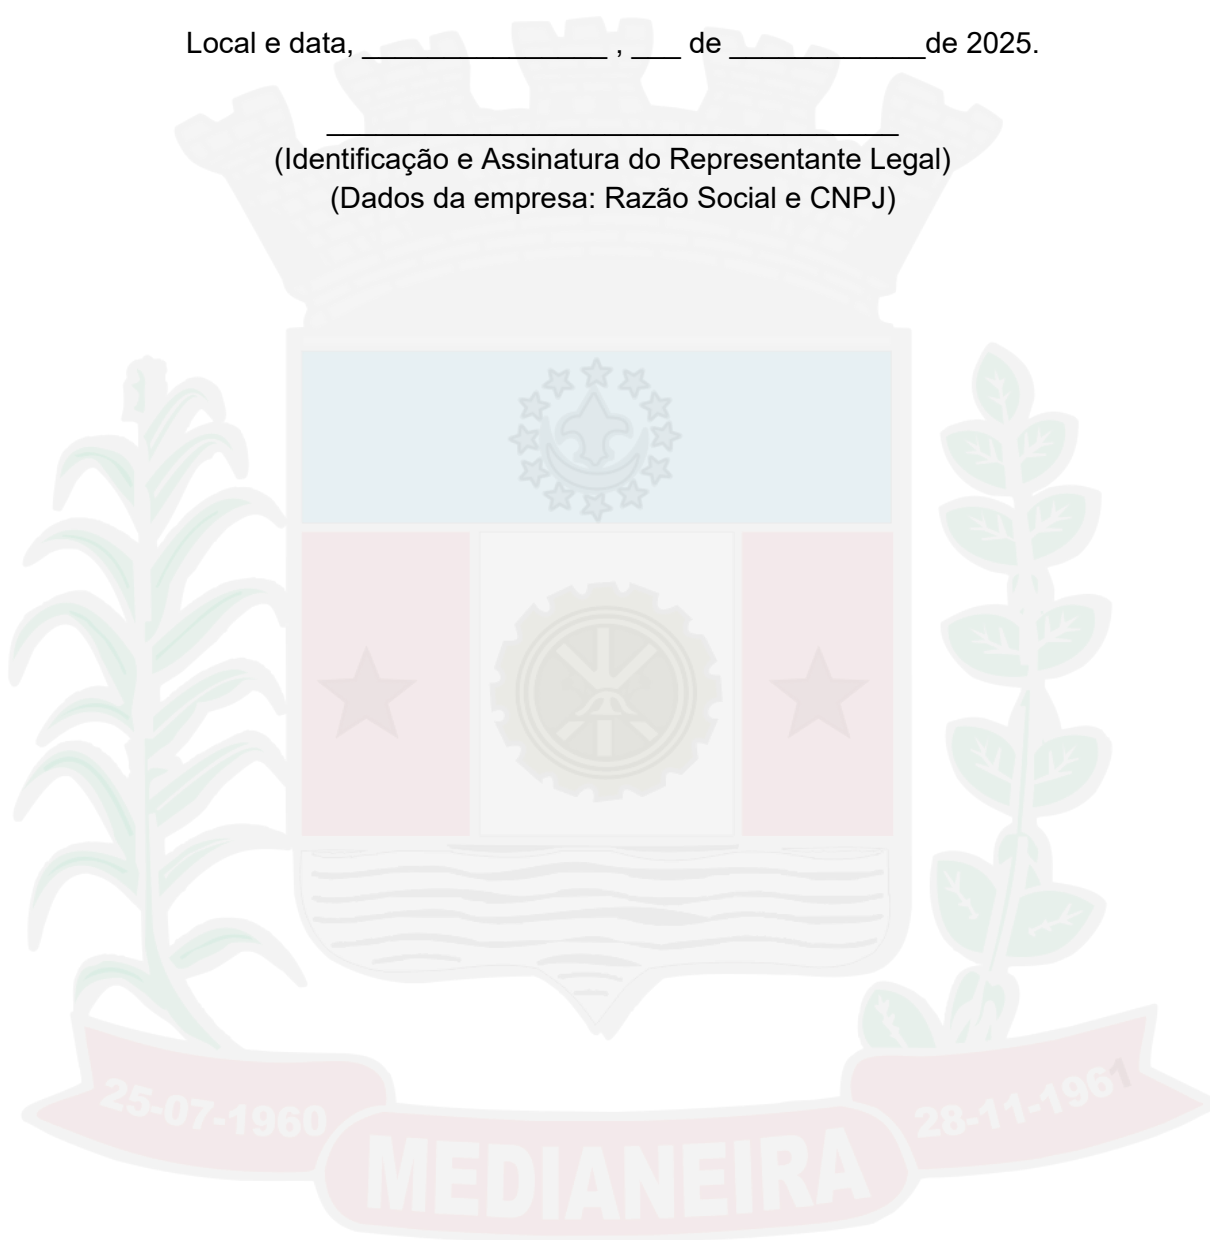 Local e data, _______________ , ___ de ____________de 2025.
___________________________________
(Identificação e Assinatura do Representante Legal)
(Dados da empresa: Razão Social e CNPJ)
25-07-1960
28-11-1961
MEDIANEIRA